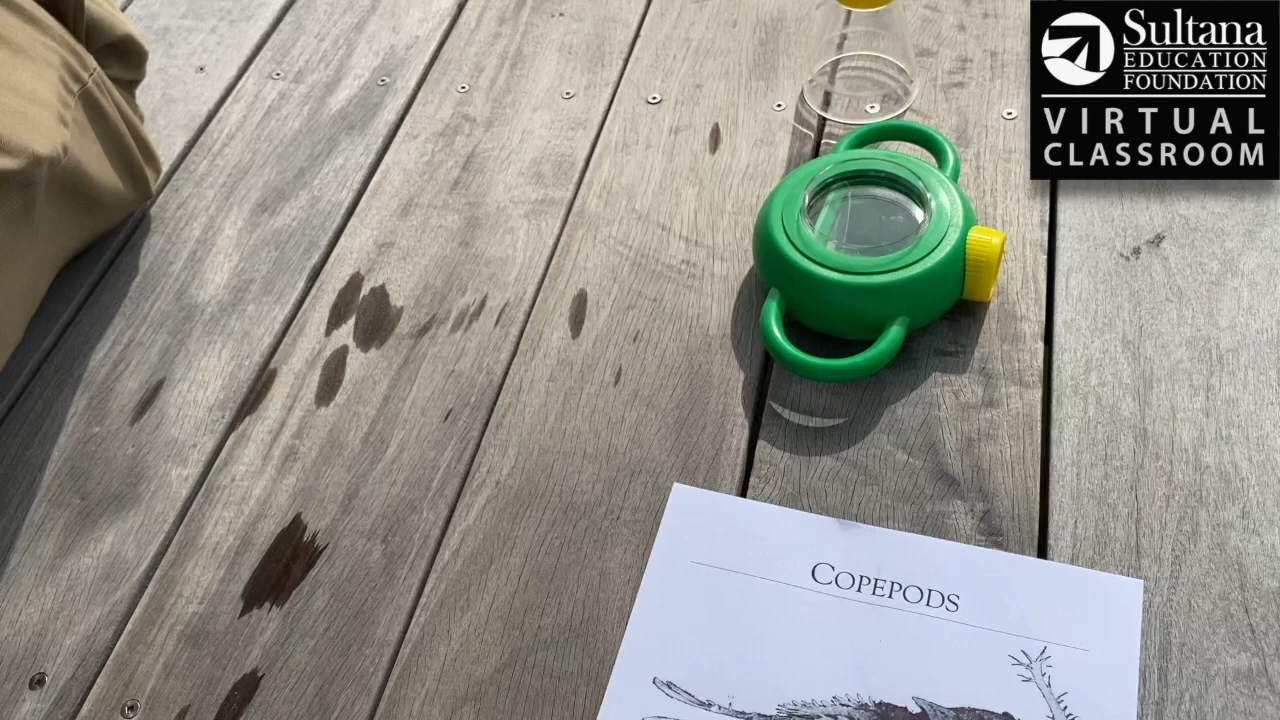 Sultana
EDUCATION
FOUNDATION
VIRTUAL
CLASSROOM
COPEPODS